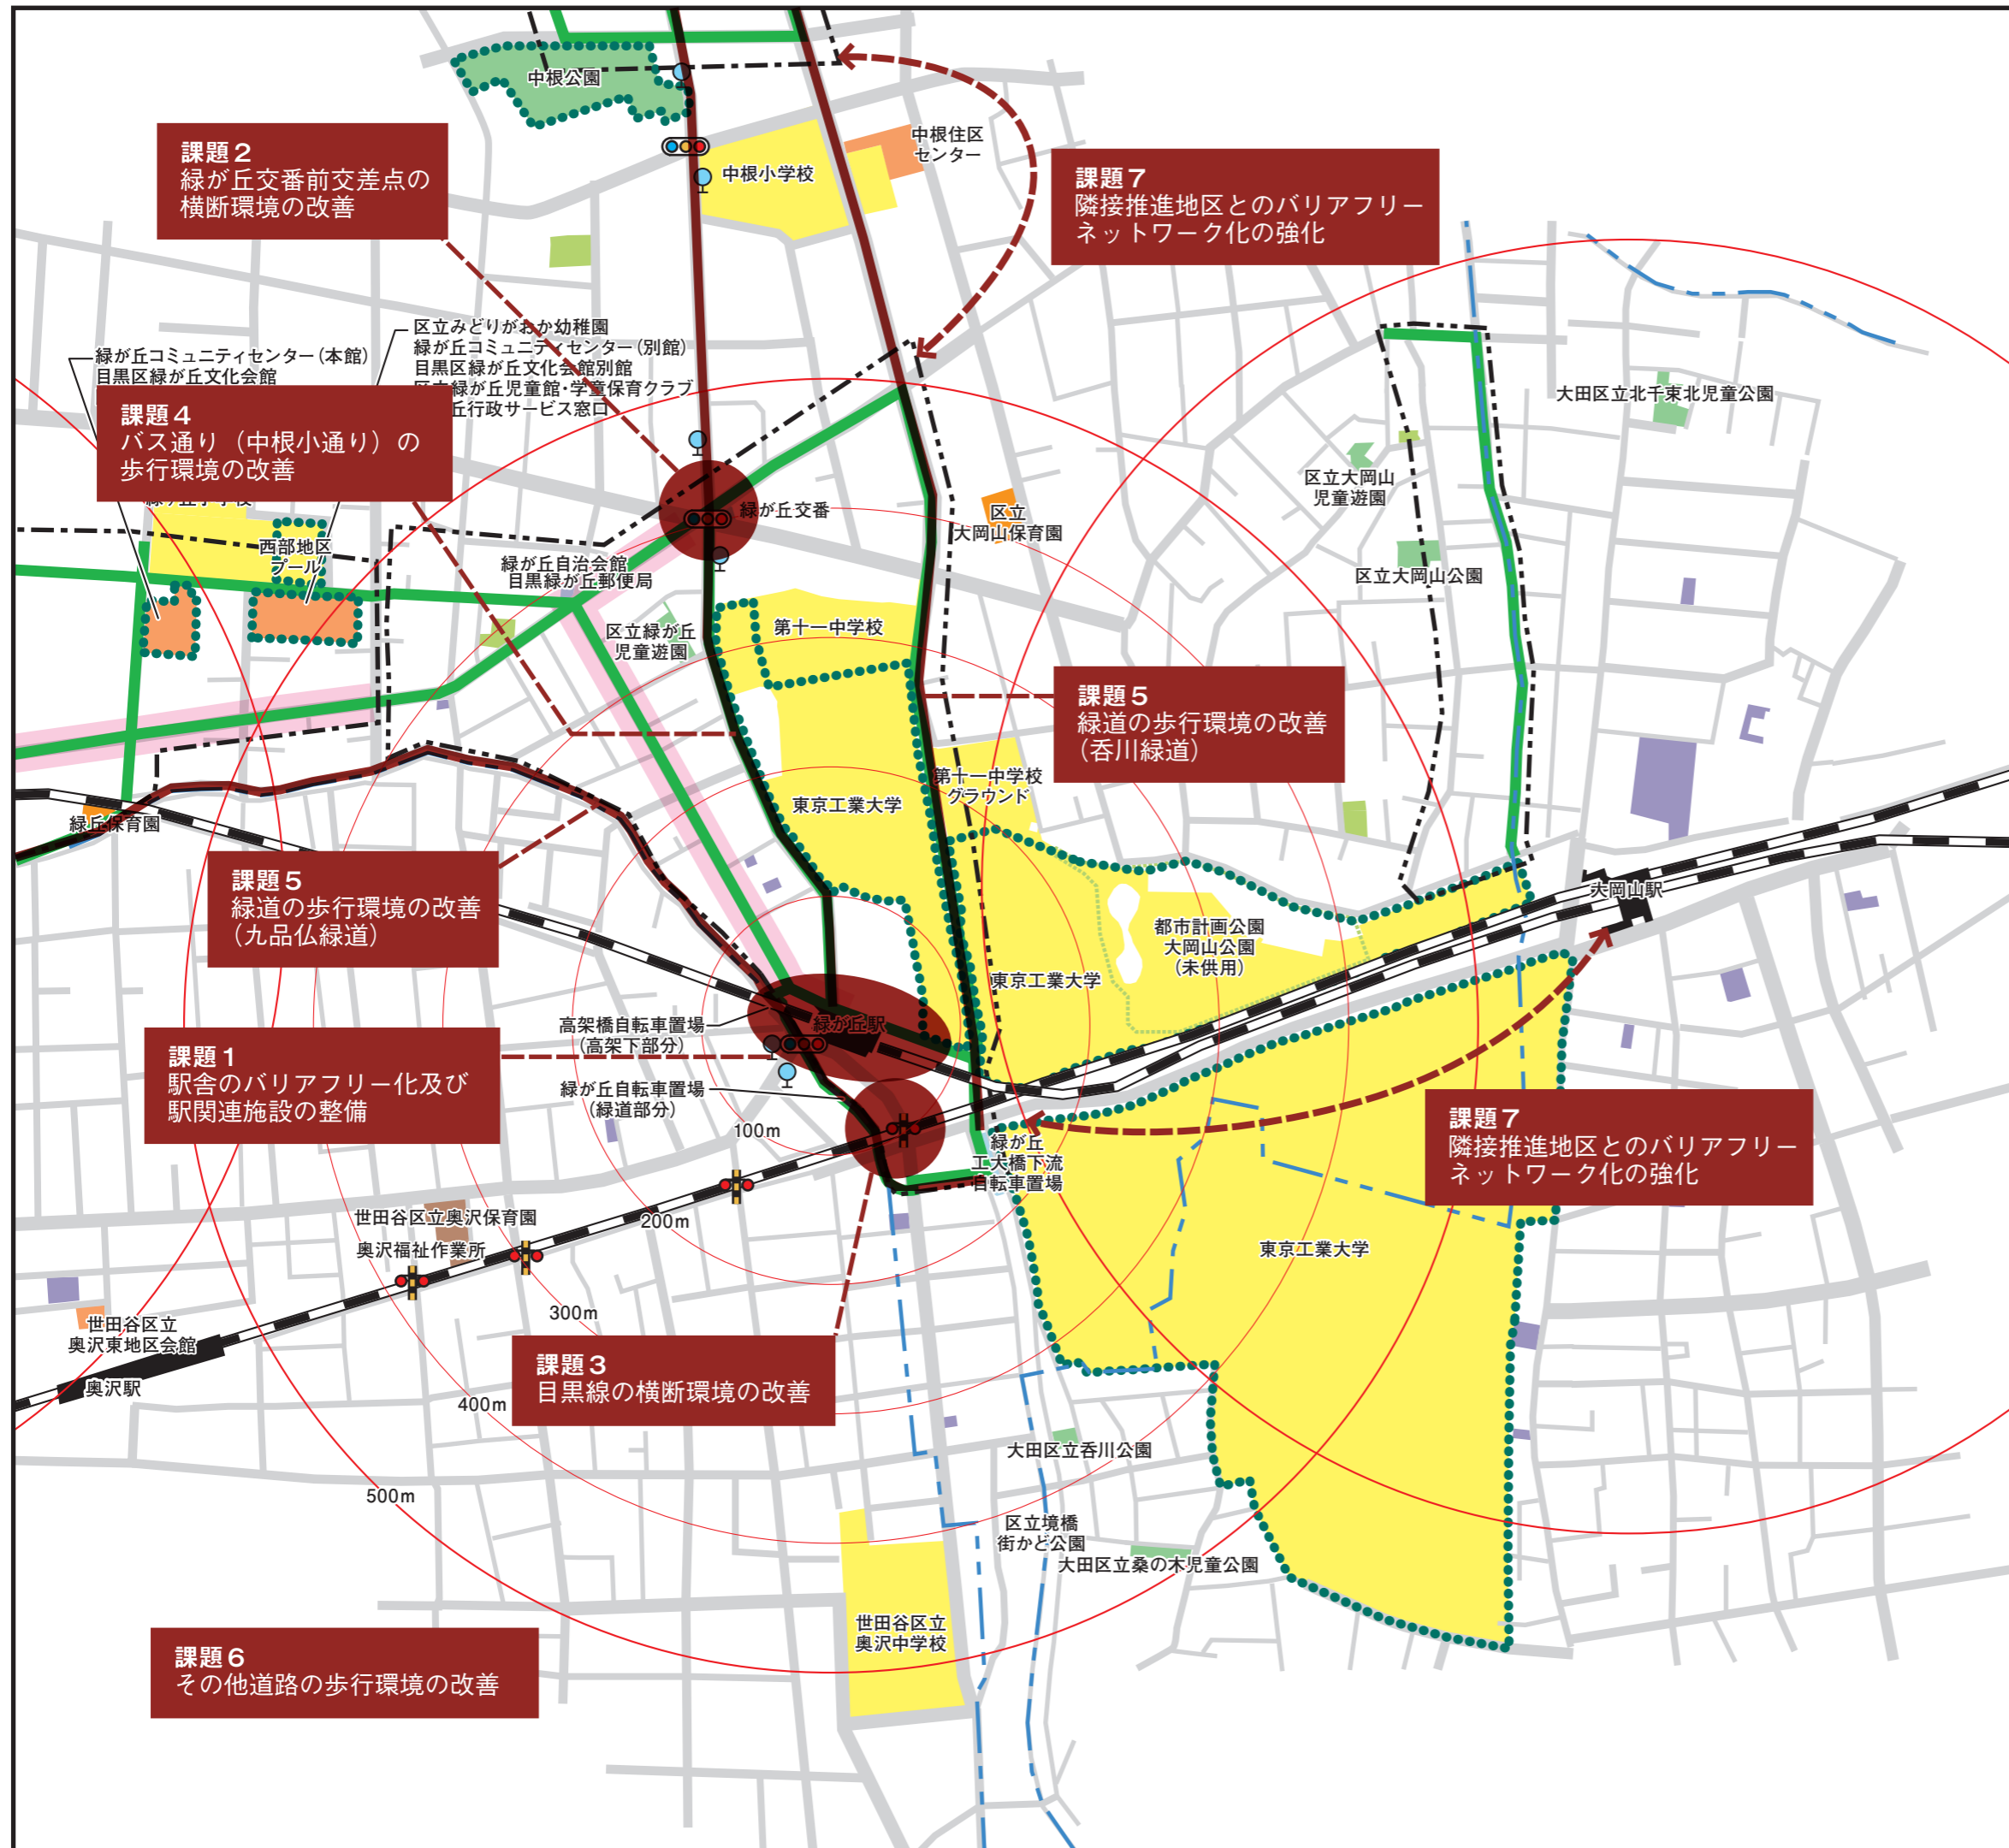 中根公園
課題２
緑が丘交番前交差点の
横断環境の改善
中根小学校
中根住区
センター
課題７
隣接推進地区とのバリアフリー
ネットワーク化の強化
緑が丘コミュニティセンター（本館）
目黒区緑が丘文化会館
区立みどりがおか幼稚園
緑が丘コミュニティセンター（別館）
目黒区緑が丘文化会館別館
区立緑が丘児童館・学童保育クラブ
丘行政サービス窓口
課題４
バス通り（中根小通り）の
歩行環境の改善
大田区立北千束北児童公園
区立大岡山
児童遊園
緑が丘交番
区立
大岡山保育園
西部地区
プール
緑が丘自治会館
目黒緑が丘郵便局
区立大岡山公園
区立緑が丘
児童遊園
第十一中学校
課題５
緑道の歩行環境の改善
（呑川緑道）
第十一中学校
グラウンド
東京工業大学
緑丘保育園
課題５
緑道の歩行環境の改善
（九品仏緑道）
大岡山駅
都市計画公園
大岡山公園
（未供用）
東京工業大学
高架橋自転車置場
（高架下部分）
緑が丘駅
課題１
駅舎のバリアフリー化及び
駅関連施設の整備
緑が丘自転車置場
（緑道部分）
100m
緑が丘
工大橋下流
自転車置場
課題７
隣接推進地区とのバリアフリー
ネットワーク化の強化
世田谷区立奥沢保育園
奥沢福祉作業所
200m
東京工業大学
300m
世田谷区立
奥沢東地区会館
奥沢駅
課題３
目黒線の横断環境の改善
400m
大田区立呑川公園
500m
区立境橋
街かど公園
大田区立桑の木児童公園
世田谷区立
奥沢中学校
課題６
その他道路の歩行環境の改善